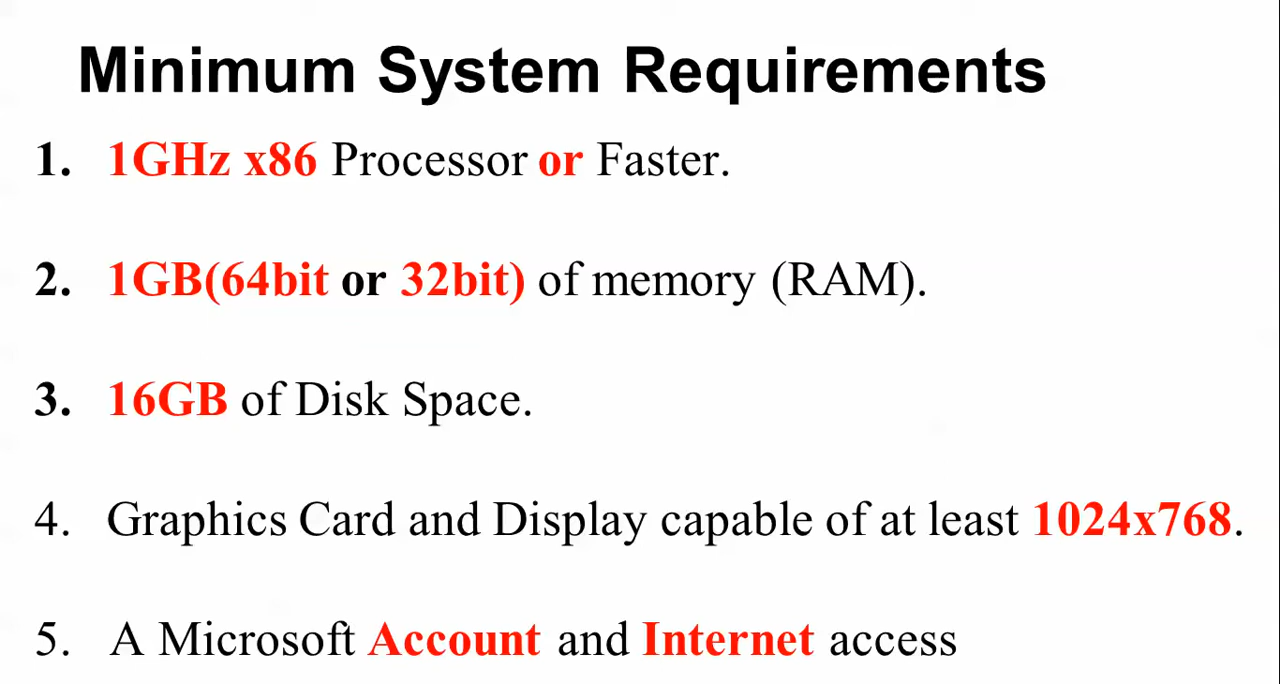 Minimum System Requirements
1. 1GHz x86 Processor or Faster.
2. 1GB(64bit or 32bit) of memory (RAM).
3. 16GB of Disk Space.
4. Graphics Card and Display capable of at least 1024x768.
5. A Microsoft Account and Internet access